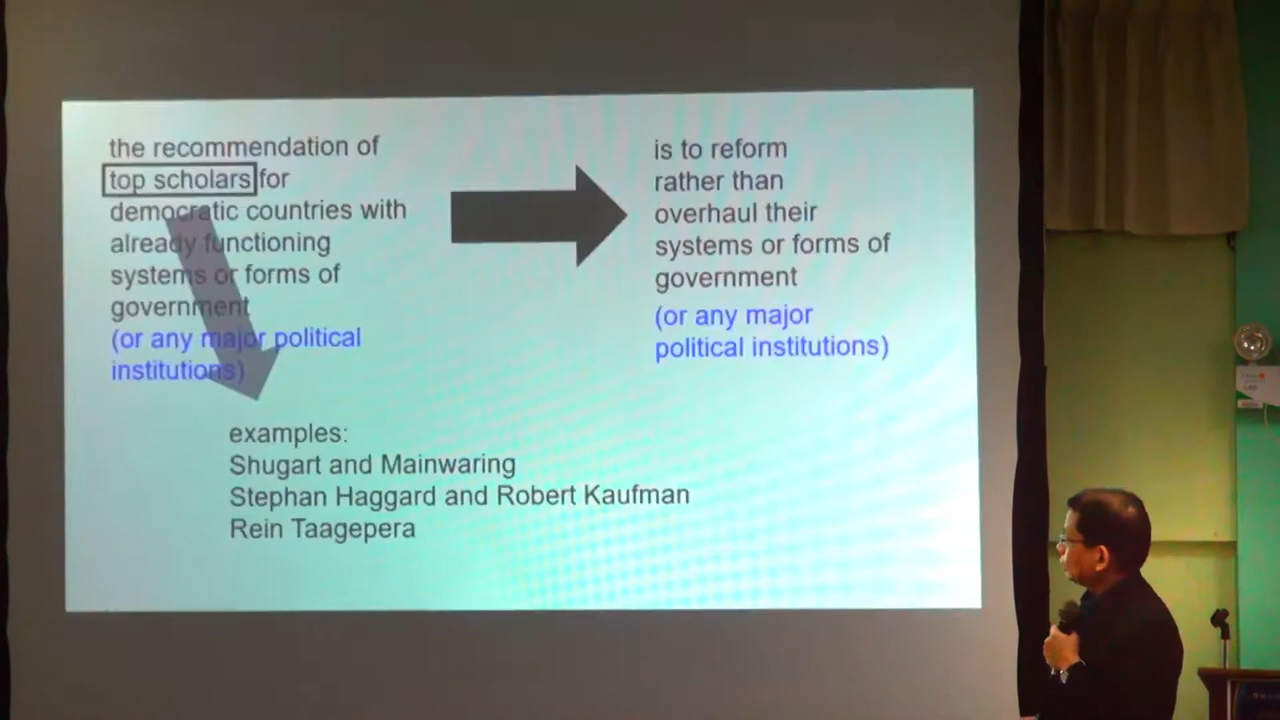 the recommendation of
top scholars for
democratic countries with
already functioning
systems or forms of
government
(or any major political
institutions)
is to reform
rather than
overhaul their
systems or forms of
government
(or any major
political institutions)
examples:
Shugart and Mainwaring
Stephan Haggard and Robert Kaufman
Rein Taagepera